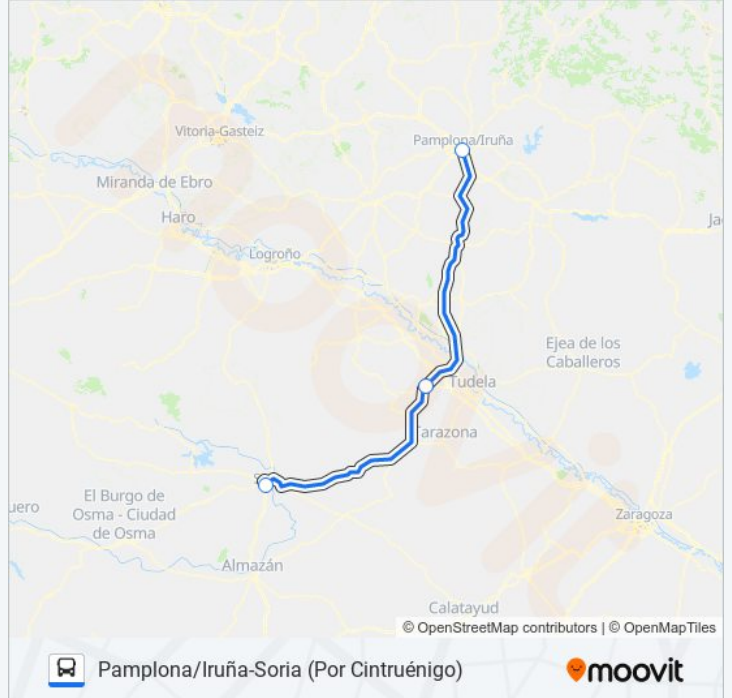 Pamplona/Iruña
Vitoria-Gasteiz
Miranda de Ebro
Haro
Logroño
Ejea de los
Caballeros
Tudela
Tarazona
El Burgo de
Osma - Ciudad
de Osma
Zaragoza
Almazán
Calatayud
© OpenStreetMap contributors | © OpenMapTiles
Pamplona/Iruña-Soria (Por Cintruénigo)
moovit